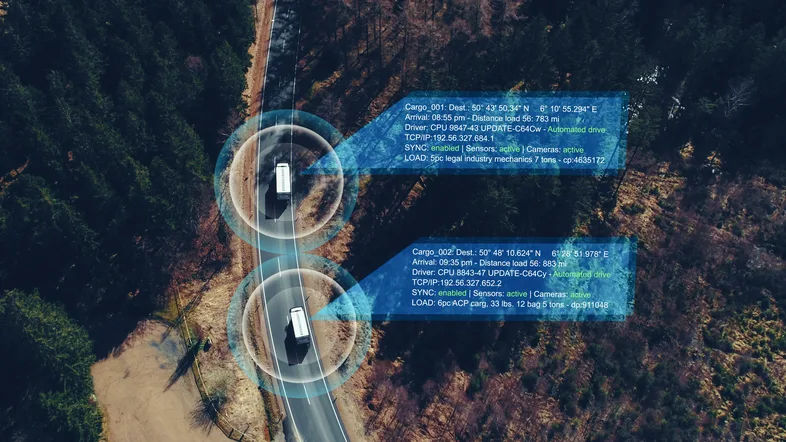 Cargo_001: Dest.: 50° 43' 50.34" N 6° 10' 55.294" E
Arrival: 08:55 pm - Distance load 56: 783 mi
Driver: CPU 9847-43 UPDATE-C64Cw - Automated drive
TCP/IP:192.56.327.684.1
SYNC: enabled | Sensors: active | Cameras: active
LOAD: 5pc legal industry mechanics 7 tons - cp:4635172
Cargo_002: Dest.: 50° 48' 10.624" N 6° 28' 51.978" E
Arrival: 09:35 pm - Distance load 56: 883 mi
Driver: CPU 8843-47 UPDATE-C64Cy - Automated drive
TCP/IP:192.56.327.652.2
SYNC: enabled | Sensors: active | Cameras: active
LOAD: 6pc ACP carg, 33 lbs. 12 bag 5 tons - dp:911048